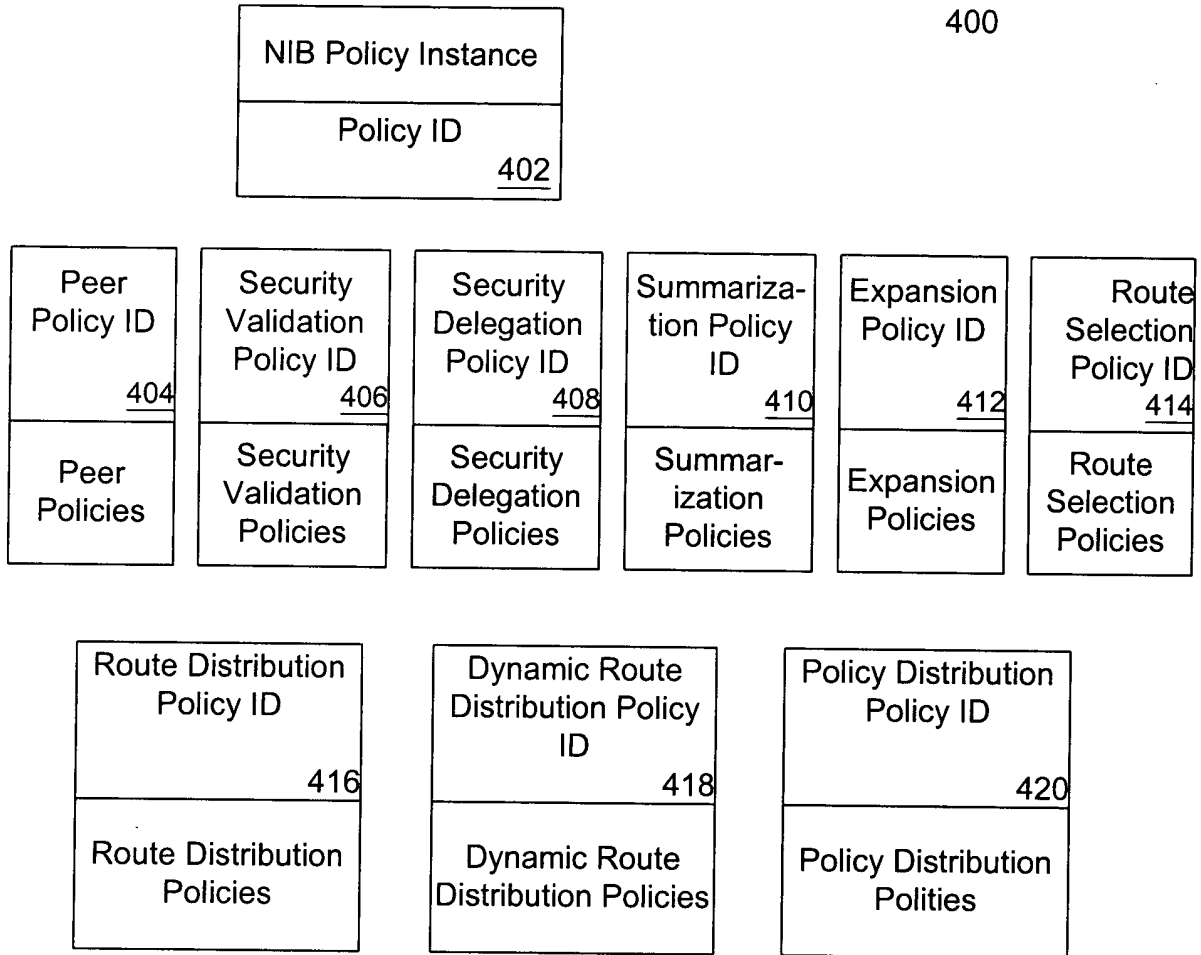 400
NIB Policy Instance
Policy ID
402
Peer
Policy ID
404
Peer
Policies
Security
Validation
Policy ID
406
Security
Validation
Policies
Security
Delegation
Policy ID
408
Security
Delegation
Policies
Summariza-
tion Policy
ID
410
Summar-
ization
Policies
Expansion
Policy ID
412
Expansion
Policies
Route
Selection
Policy ID
414
Route
Selection
Policies
Route Distribution
Policy ID
416
Route Distribution
Policies
Dynamic Route
Distribution Policy
ID
418
Dynamic Route
Distribution Policies
Policy Distribution
Policy ID
420
Policy Distribution
Polities